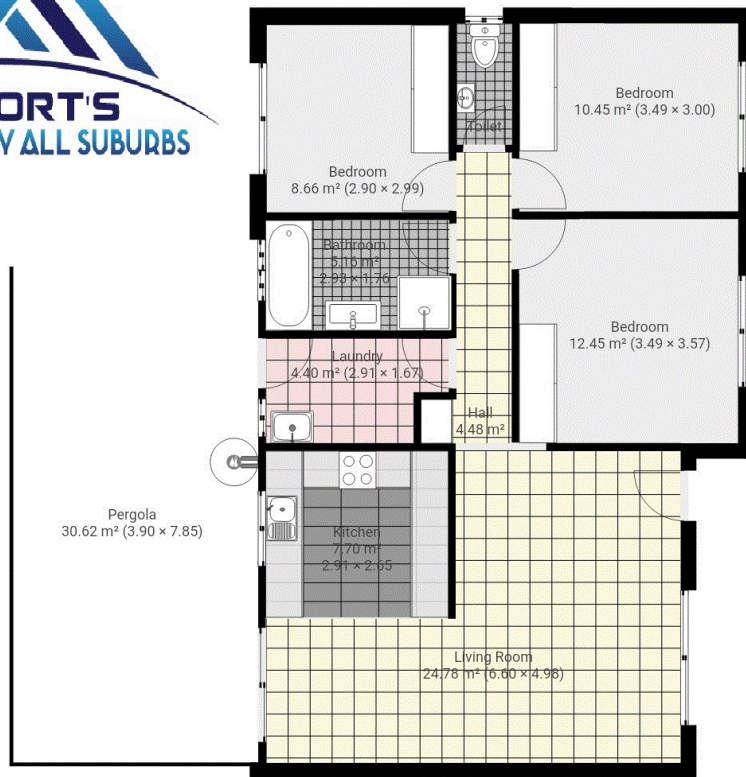 ORT'S
Y ALL SUBURBS
Toilet
Bedroom
10.45 m² (3.49 × 3.00)
Bedroom
8.66 m² (2.90 × 2.99)
Bathroom
5.16 m²
2.93 × 1.76
Bedroom
12.45 m² (3.49 × 3.57)
Laundry
4.40 m² (2.91 × 1.67)
Hall
4.48 m²
Pergola
30.62 m² (3.90 × 7.85)
Kitchen
7.70 m²
2.91 × 2.65
Living Room
24.78 m² (6.60 × 4.98)